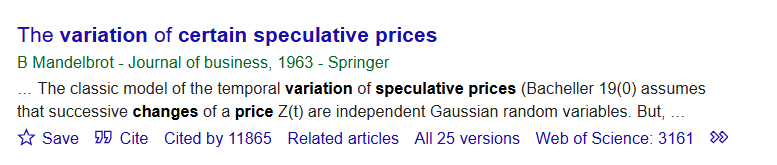 The variation of certain speculative prices
B Mandelbrot - Journal of business, 1963 - Springer
... The classic model of the temporal variation of speculative prices (Bacheller 19(0) assumes
that successive changes of a price Z(t) are independent Gaussian random variables. But, ...
Save Cite Cited by 11865 Related articles All 25 versions Web of Science: 3161